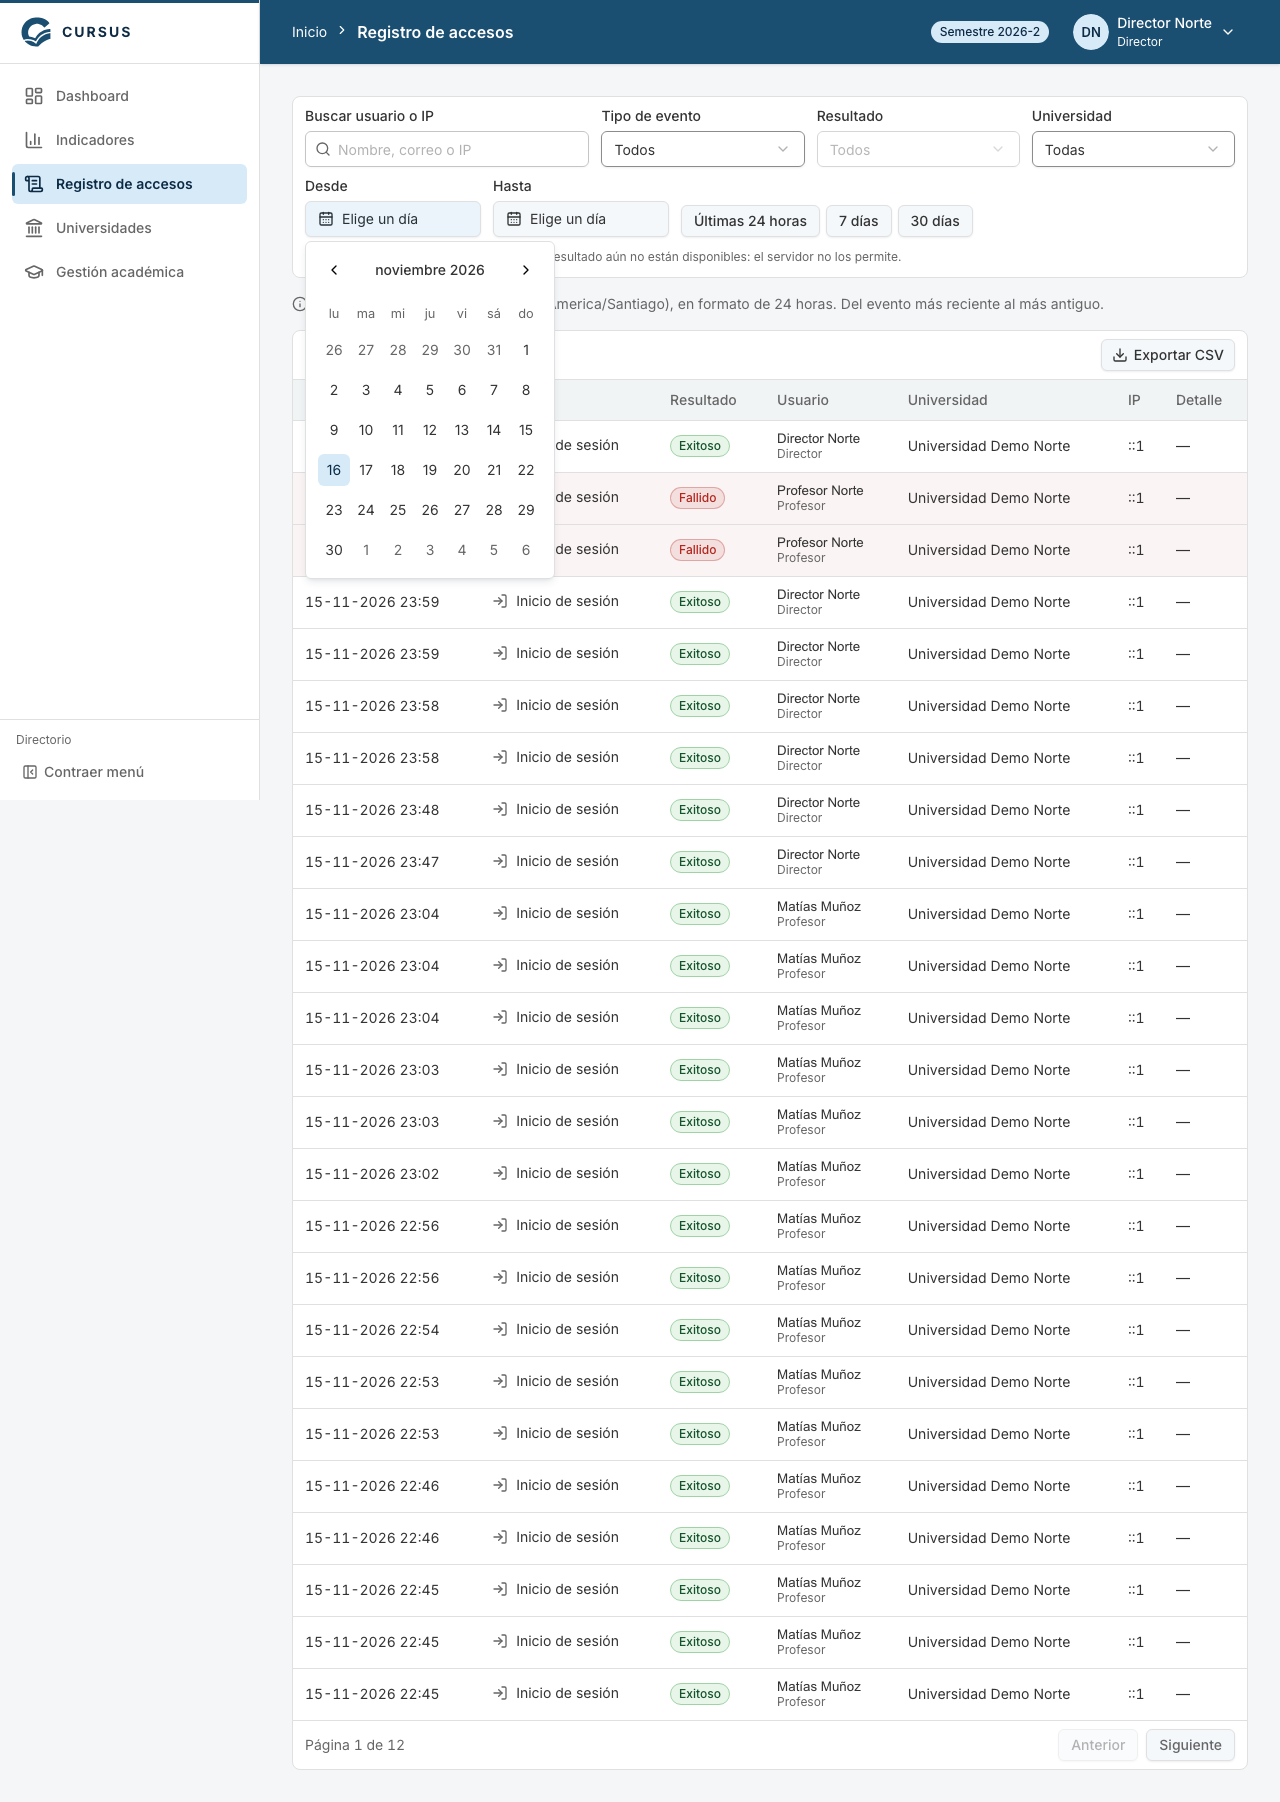 CURSUS
Inicio > Registro de accesos
Semestre 2026-2
DN
Director Norte
Director
Dashboard
Indicadores
Registro de accesos
Universidades
Gestión académica
Directorio
Contraer menú
Buscar usuario o IP
Nombre, correo o IP
Tipo de evento
Todos
Resultado
Todos
Universidad
Todas
Desde
Elige un día
Hasta
Elige un día
Últimas 24 horas
7 días
30 días
esultado aún no están disponibles: el servidor no los permite.
noviembre 2026
lu ma mi ju vi sá do
26 27 28 29 30 31 1
2 3 4 5 6 7 8
9 10 11 12 13 14 15
16 17 18 19 20 21 22
23 24 25 26 27 28 29
30 1 2 3 4 5 6
America/Santiago), en formato de 24 horas. Del evento más reciente al más antiguo.
Exportar CSV
Resultado Usuario Universidad IP Detalle
de sesión Exitoso Director Norte Universidad Demo Norte ::1 —
Director
de sesión Fallido Profesor Norte Universidad Demo Norte ::1 —
Profesor
de sesión Fallido Profesor Norte Universidad Demo Norte ::1 —
Profesor
15-11-2026 23:59 Inicio de sesión Exitoso Director Norte Universidad Demo Norte ::1 —
Director
15-11-2026 23:59 Inicio de sesión Exitoso Director Norte Universidad Demo Norte ::1 —
Director
15-11-2026 23:58 Inicio de sesión Exitoso Director Norte Universidad Demo Norte ::1 —
Director
15-11-2026 23:58 Inicio de sesión Exitoso Director Norte Universidad Demo Norte ::1 —
Director
15-11-2026 23:48 Inicio de sesión Exitoso Director Norte Universidad Demo Norte ::1 —
Director
15-11-2026 23:47 Inicio de sesión Exitoso Director Norte Universidad Demo Norte ::1 —
Director
15-11-2026 23:04 Inicio de sesión Exitoso Matías Muñoz Universidad Demo Norte ::1 —
Profesor
15-11-2026 23:04 Inicio de sesión Exitoso Matías Muñoz Universidad Demo Norte ::1 —
Profesor
15-11-2026 23:04 Inicio de sesión Exitoso Matías Muñoz Universidad Demo Norte ::1 —
Profesor
15-11-2026 23:03 Inicio de sesión Exitoso Matías Muñoz Universidad Demo Norte ::1 —
Profesor
15-11-2026 23:03 Inicio de sesión Exitoso Matías Muñoz Universidad Demo Norte ::1 —
Profesor
15-11-2026 23:02 Inicio de sesión Exitoso Matías Muñoz Universidad Demo Norte ::1 —
Profesor
15-11-2026 22:56 Inicio de sesión Exitoso Matías Muñoz Universidad Demo Norte ::1 —
Profesor
15-11-2026 22:56 Inicio de sesión Exitoso Matías Muñoz Universidad Demo Norte ::1 —
Profesor
15-11-2026 22:54 Inicio de sesión Exitoso Matías Muñoz Universidad Demo Norte ::1 —
Profesor
15-11-2026 22:53 Inicio de sesión Exitoso Matías Muñoz Universidad Demo Norte ::1 —
Profesor
15-11-2026 22:53 Inicio de sesión Exitoso Matías Muñoz Universidad Demo Norte ::1 —
Profesor
15-11-2026 22:46 Inicio de sesión Exitoso Matías Muñoz Universidad Demo Norte ::1 —
Profesor
15-11-2026 22:46 Inicio de sesión Exitoso Matías Muñoz Universidad Demo Norte ::1 —
Profesor
15-11-2026 22:45 Inicio de sesión Exitoso Matías Muñoz Universidad Demo Norte ::1 —
Profesor
15-11-2026 22:45 Inicio de sesión Exitoso Matías Muñoz Universidad Demo Norte ::1 —
Profesor
15-11-2026 22:45 Inicio de sesión Exitoso Matías Muñoz Universidad Demo Norte ::1 —
Profesor
Página 1 de 12
Anterior
Siguiente